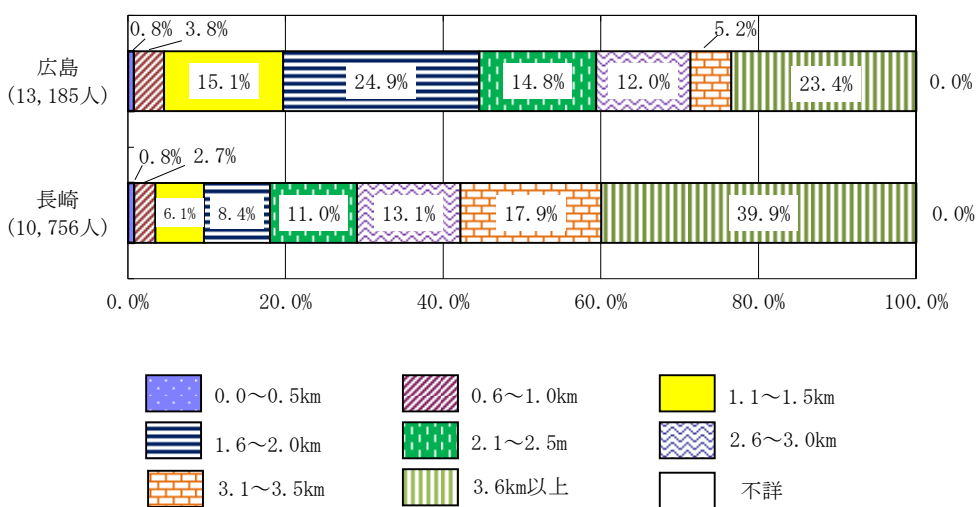 0.8% 3.8% 5.2%
広島
(13,185人)
15.1% 24.9% 14.8% 12.0% 23.4% 0.0%
0.8% 2.7%
長崎
(10,756人)
6.1% 8.4% 11.0% 13.1% 17.9% 39.9% 0.0%
0.0% 20.0% 40.0% 60.0% 80.0% 100.0%
0.0～0.5km 0.6～1.0km 1.1～1.5km
1.6～2.0km 2.1～2.5m 2.6～3.0km
3.1～3.5km 3.6km以上 不詳